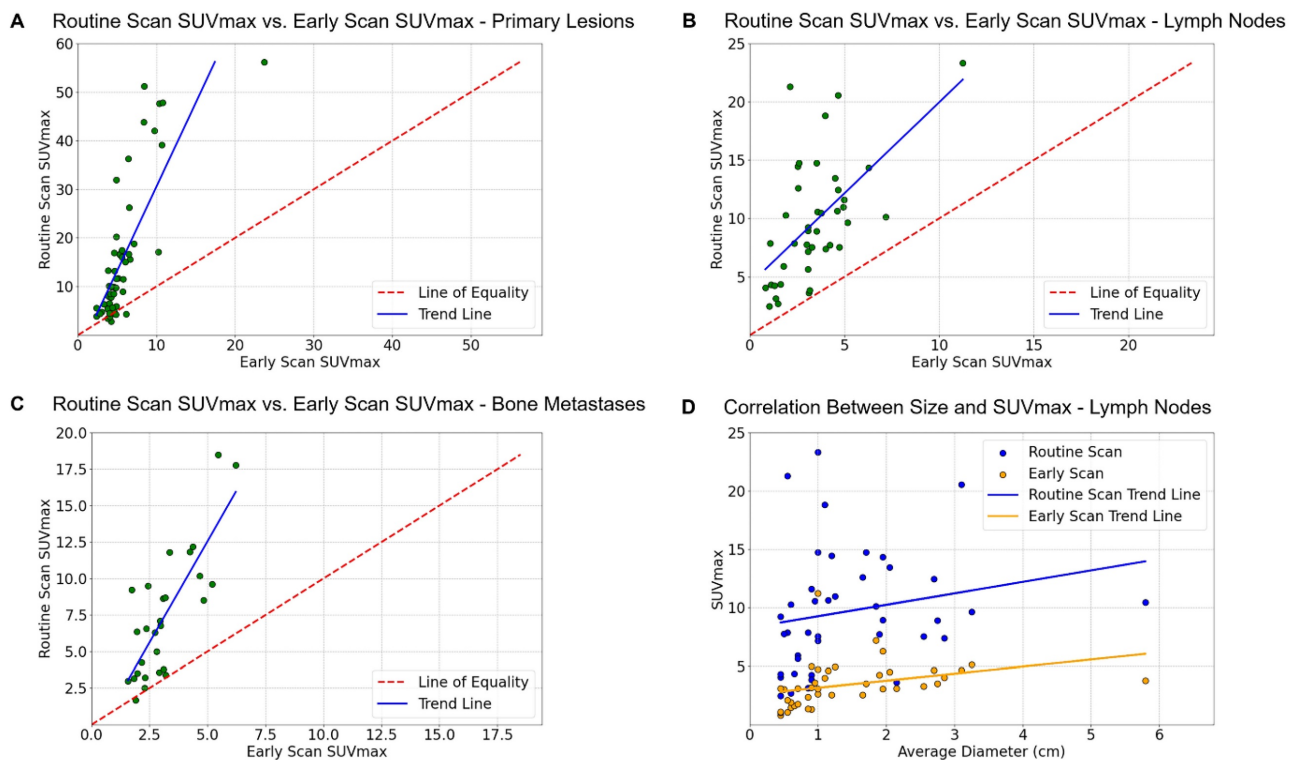 A Routine Scan SUVmax vs. Early Scan SUVmax - Primary Lesions
60
50
40
30
20
10
Routine Scan SUVmax
Line of Equality
Trend Line
0 10 20 30 40 50
Early Scan SUVmax
B Routine Scan SUVmax vs. Early Scan SUVmax - Lymph Nodes
25
20
15
10
5
Routine Scan SUVmax
Line of Equality
Trend Line
0 5 10 15 20
Early Scan SUVmax
C Routine Scan SUVmax vs. Early Scan SUVmax - Bone Metastases
20.0
17.5
15.0
12.5
10.0
7.5
5.0
2.5
Routine Scan SUVmax
Line of Equality
Trend Line
0.0 2.5 5.0 7.5 10.0 12.5 15.0 17.5
Early Scan SUVmax
D Correlation Between Size and SUVmax - Lymph Nodes
25
20
15
10
5
SUVmax
Routine Scan
Early Scan
Routine Scan Trend Line
Early Scan Trend Line
0 1 2 3 4 5 6
Average Diameter (cm)